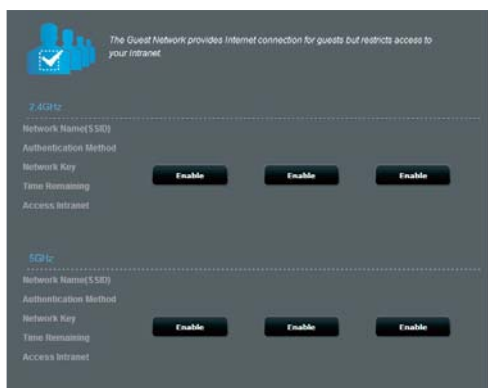 The Guest Network provides Internet connection for guests but restricts access to
your Intranet.
2.4GHz
Network Name(SSID)
Authentication Method
Network Key
Enable Enable Enable
Time Remaining
Access Intranet
5GHz
Network Name(SSID)
Authentication Method
Network Key
Enable Enable Enable
Time Remaining
Access Intranet